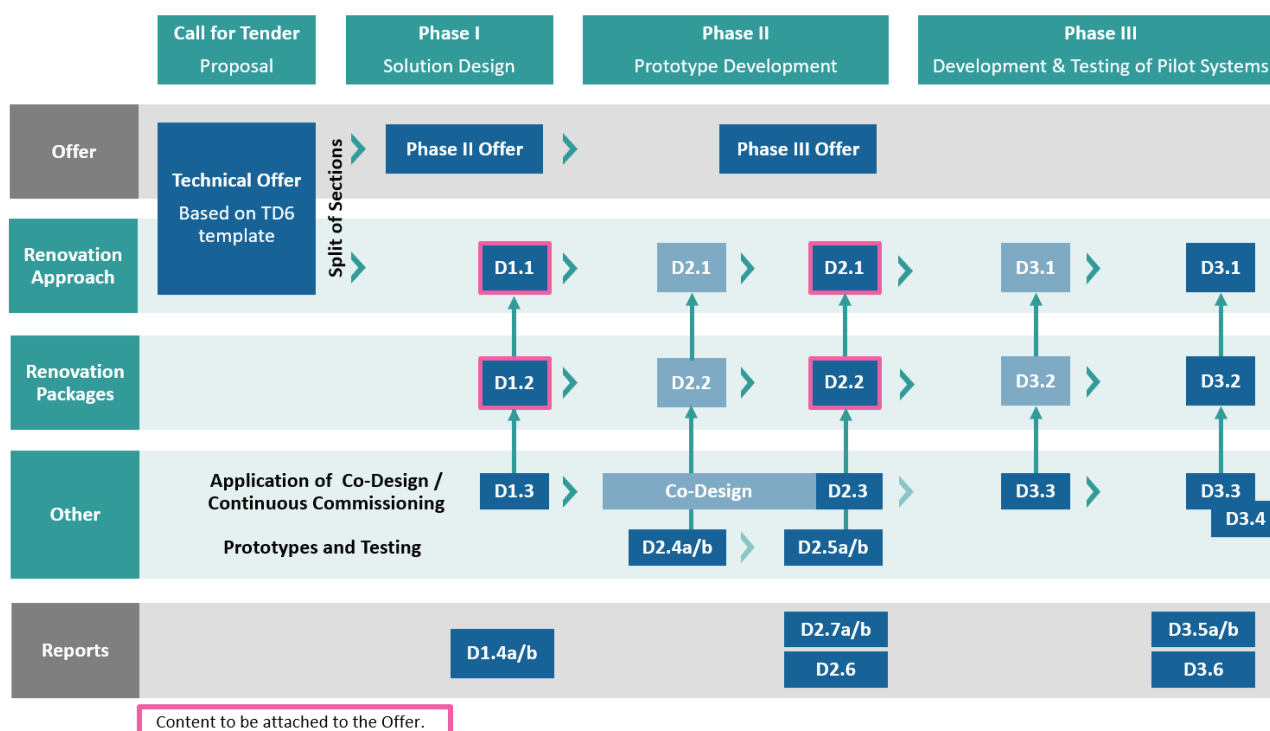 Call for Tender
Proposal
Phase I
Solution Design
Phase II
Prototype Development
Phase III
Development & Testing of Pilot Systems
Offer
Technical Offer
Based on TD6
template
Split of Sections
Phase II Offer
Phase III Offer
Renovation
Approach
D1.1
D2.1
D2.1
D3.1
D3.1
Renovation
Packages
D1.2
D2.2
D2.2
D3.2
D3.2
Other
Application of Co-Design /
Continuous Commissioning
D1.3
Co-Design
D2.3
D3.3
D3.3
D3.4
Prototypes and Testing
D2.4a/b
D2.5a/b
Reports
D1.4a/b
D2.7a/b
D2.6
D3.5a/b
D3.6
Content to be attached to the Offer.